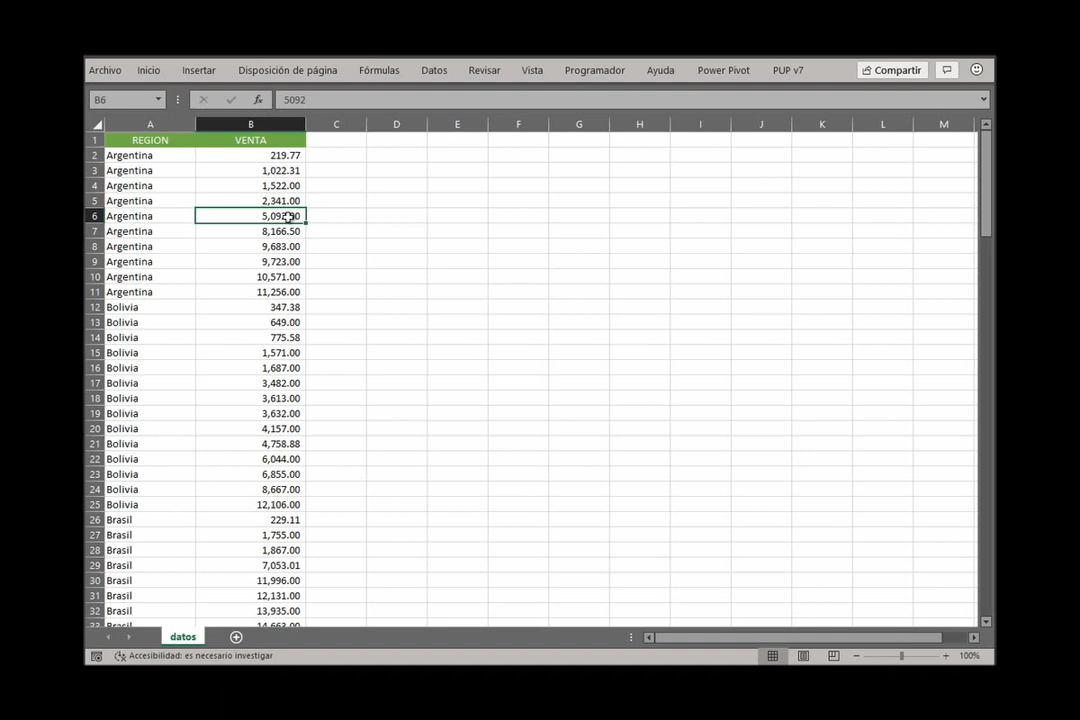 Archivo Inicio Insertar Disposición de página Fórmulas Datos Revisar Vista Programador Ayuda Power Pivot PUP v7 Compartir
B6 fx 5092
A B C D E F G H I J K L M
1 REGION VENTA
2 Argentina 219.77
3 Argentina 1,022.31
4 Argentina 1,522.00
5 Argentina 2,341.00
6 Argentina
7 Argentina 8,166.50
8 Argentina 9,683.00
9 Argentina 9,723.00
10 Argentina 10,571.00
11 Argentina 11,256.00
12 Bolivia 347.38
13 Bolivia 649.00
14 Bolivia 775.58
15 Bolivia 1,571.00
16 Bolivia 1,687.00
17 Bolivia 3,482.00
18 Bolivia 3,613.00
19 Bolivia 3,632.00
20 Bolivia 4,157.00
21 Bolivia 4,758.88
22 Bolivia 6,044.00
23 Bolivia 6,855.00
24 Bolivia 8,667.00
25 Bolivia 12,106.00
26 Brasil 229.11
27 Brasil 1,755.00
28 Brasil 1,867.00
29 Brasil 7,053.01
30 Brasil 11,996.00
31 Brasil 12,131.00
32 Brasil 13,935.00
33 Brasil 14,663.00
datos
Accesibilidad: es necesario investigar 100%